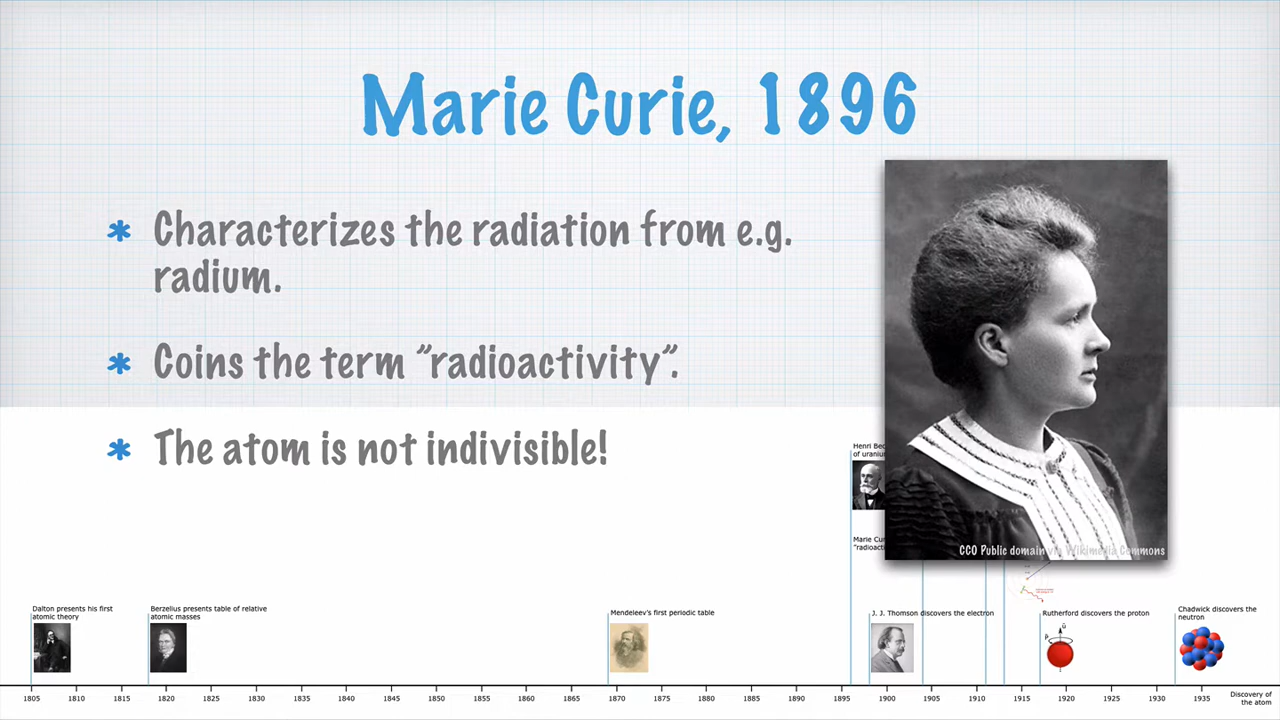 Marie Curie, 1896
* Characterizes the radiation from e.g.
radium.
* Coins the term ”radioactivity”.
* The atom is not indivisible!
CC0 Public domain via Wikimedia Commons
Henri
of
Marie
Dalton presents his first
atomic theory
Berzelius presents table of relative
atomic masses
Mendeleev's first periodic table
J. J. Thomson discovers the electron
Rutherford discovers the proton
Chadwick discovers the
neutron
1805 1810 1815 1820 1825 1830 1835 1840 1845 1850 1855 1860 1865 1870 1875 1880 1885 1890 1895 1900 1905 1910 1915 1920 1925 1930 1935
Discovery of
the atom